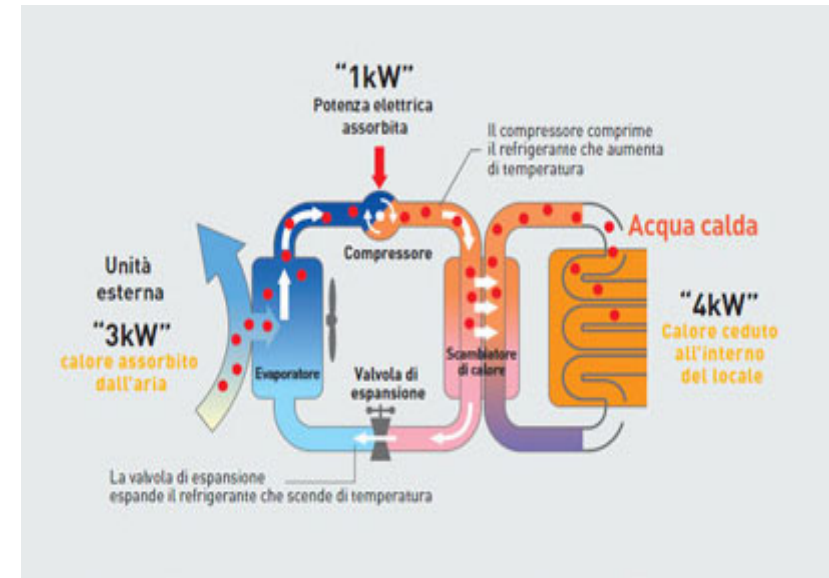 “1kW”
Potenza elettrica
assorbita
Il compressore comprime
il refrigerante che aumenta
di temperatura
Acqua calda
Compressore
Unità
esterna
“3kW”
calore assorbito
dall'aria
“4kW”
Calore ceduto
all'interno
del locale
Evaporatore
Valvola di
espansione
Scambiatore
di calore
La valvola di espansione
espande il refrigerante che scende di temperatura